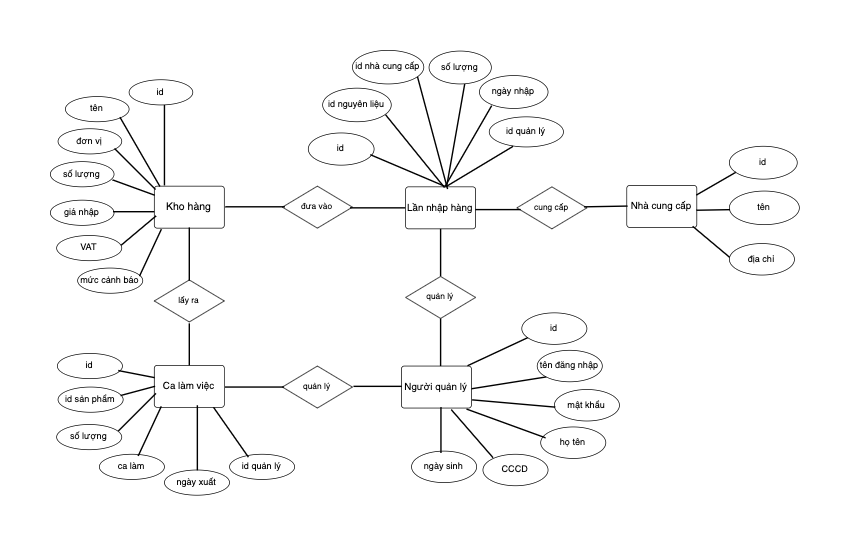 id nhà cung cấp
số lượng
id
ngày nhập
tên
id nguyên liệu
id quản lý
đơn vị
id
id
số lượng
Kho hàng
đưa vào
Lần nhập hàng
cung cấp
Nhà cung cấp
tên
giá nhập
VAT
địa chỉ
mức cảnh báo
lấy ra
quản lý
id
id
tên đăng nhập
Ca làm việc
quản lý
Người quản lý
id sản phẩm
mật khẩu
số lượng
họ tên
ca làm
id quản lý
ngày sinh
CCCD
ngày xuất